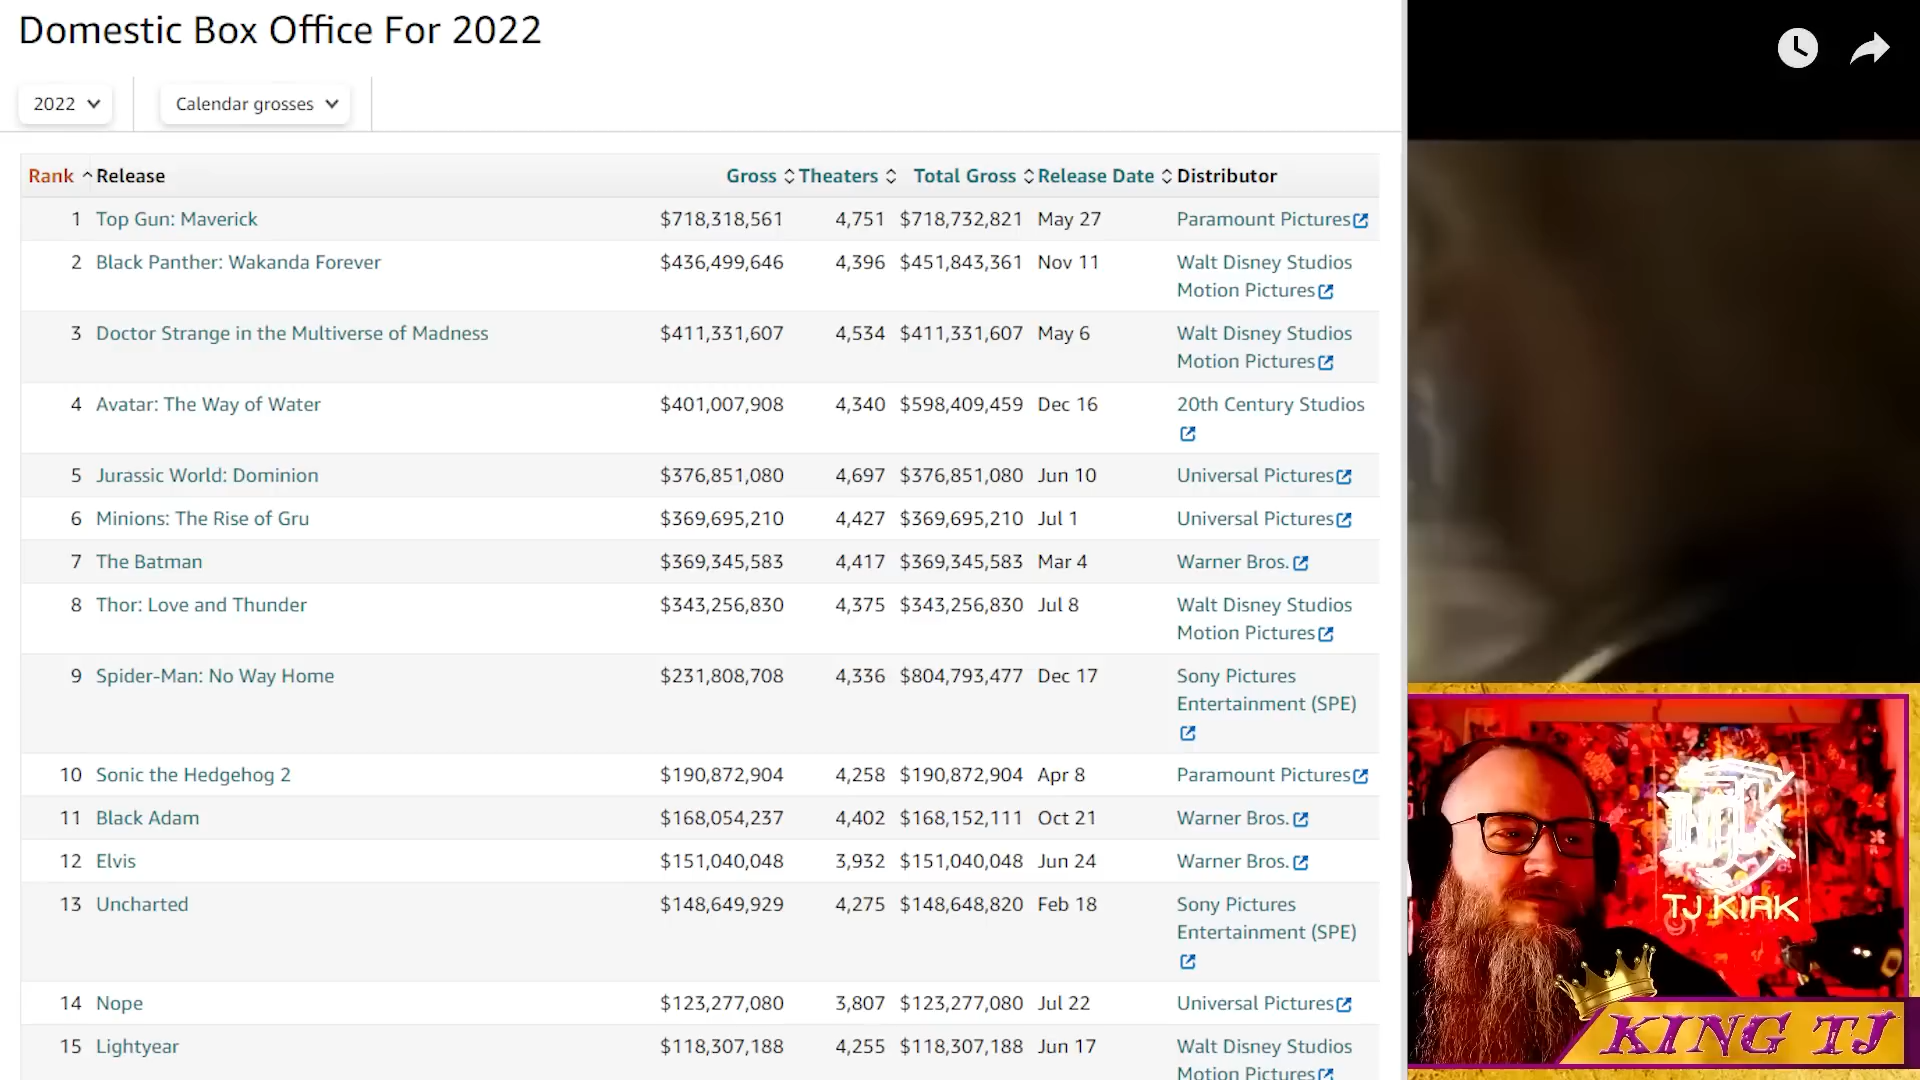 Domestic Box Office For 2022
2022 Calendar grosses
Rank Release Gross Theaters Total Gross Release Date Distributor
1 Top Gun: Maverick $718,318,561 4,751 $718,732,821 May 27 Paramount Pictures
2 Black Panther: Wakanda Forever $436,499,646 4,396 $451,843,361 Nov 11 Walt Disney Studios
Motion Pictures
3 Doctor Strange in the Multiverse of Madness $411,331,607 4,534 $411,331,607 May 6 Walt Disney Studios
Motion Pictures
4 Avatar: The Way of Water $401,007,908 4,340 $598,409,459 Dec 16 20th Century Studios
5 Jurassic World: Dominion $376,851,080 4,697 $376,851,080 Jun 10 Universal Pictures
6 Minions: The Rise of Gru $369,695,210 4,427 $369,695,210 Jul 1 Universal Pictures
7 The Batman $369,345,583 4,417 $369,345,583 Mar 4 Warner Bros.
8 Thor: Love and Thunder $343,256,830 4,375 $343,256,830 Jul 8 Walt Disney Studios
Motion Pictures
9 Spider-Man: No Way Home $231,808,708 4,336 $804,793,477 Dec 17 Sony Pictures
Entertainment (SPE)
10 Sonic the Hedgehog 2 $190,872,904 4,258 $190,872,904 Apr 8 Paramount Pictures
11 Black Adam $168,054,237 4,402 $168,152,111 Oct 21 Warner Bros.
12 Elvis $151,040,048 3,932 $151,040,048 Jun 24 Warner Bros.
13 Uncharted $148,649,929 4,275 $148,648,820 Feb 18 Sony Pictures
Entertainment (SPE)
14 Nope $123,277,080 3,807 $123,277,080 Jul 22 Universal Pictures
15 Lightyear $118,307,188 4,255 $118,307,188 Jun 17 Walt Disney Studios
Motion Pictures
TJ KIRK
KING TJ